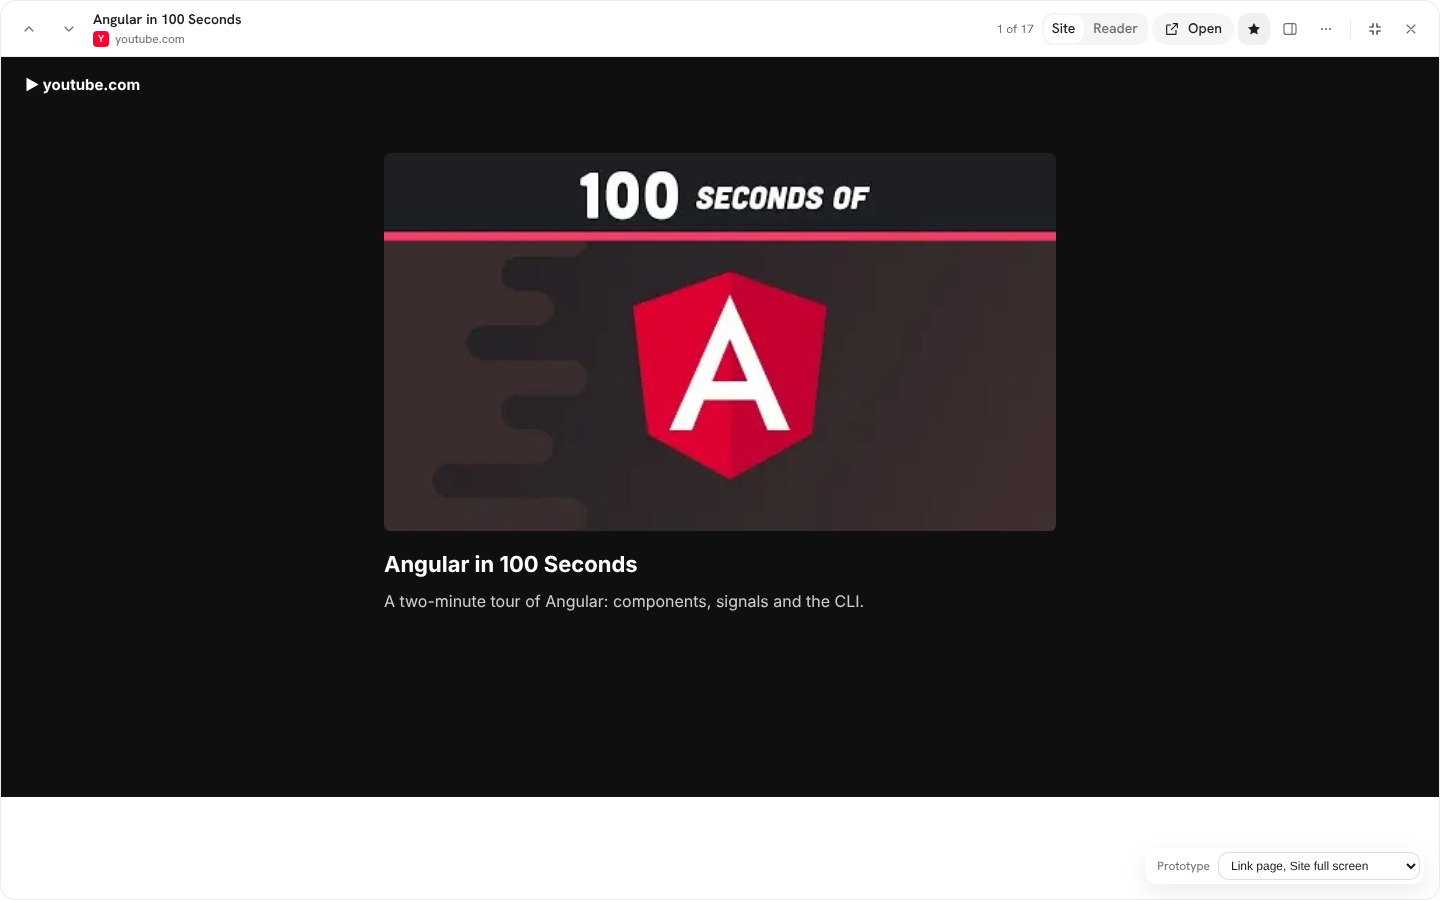 Angular in 100 Seconds
Y youtube.com
1 of 17
Site
Reader
Open
youtube.com
100 SECONDS OF
A
Angular in 100 Seconds
A two-minute tour of Angular: components, signals and the CLI.
Prototype
Link page, Site full screen